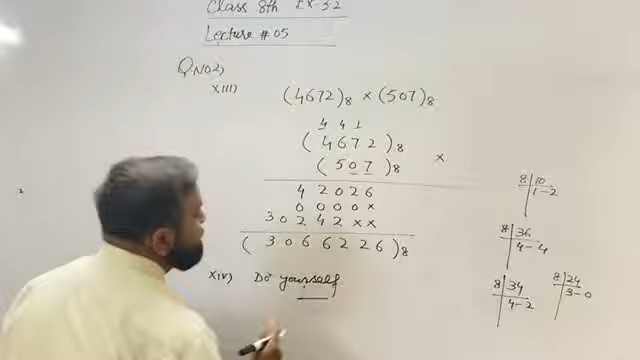 Class 8th Ex 3.2
Lecture # 05
Q.NO2)
XIII)
(4672)₈ × (507)₈
4 4 1
(4672)₈
(507)₈ ×
4 2 0 2 6
0 0 0 0 ×
3 0 2 4 2 × ×
(3 0 6 6 2 2 6)₈
XIV) Do yourself
8 | 10
1 - 2
8 | 36
4 - 4
8 | 34
4 - 2
8 | 24
3 - 0